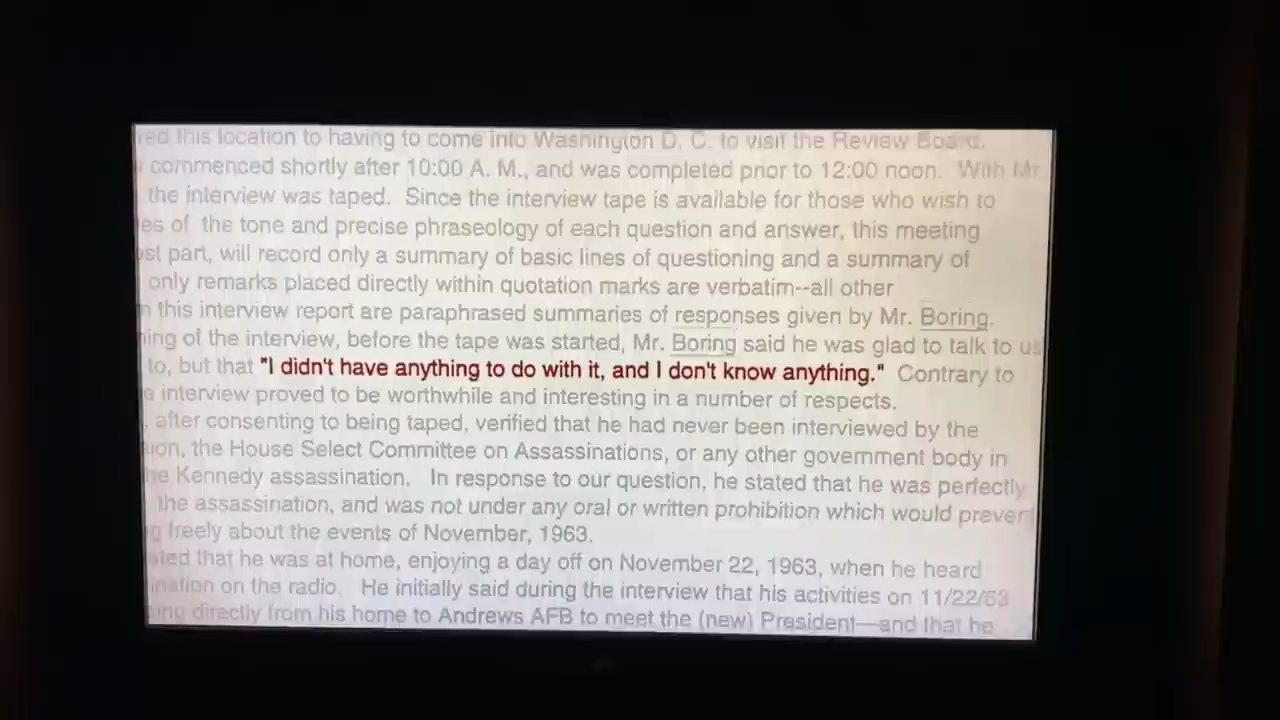 red this location to having to come into Washington D. C. to visit the Review Board.
commenced shortly after 10:00 A. M., and was completed prior to 12:00 noon. With Mr.
the interview was taped. Since the interview tape is available for those who wish to
es of the tone and precise phraseology of each question and answer, this meeting
ost part, will record only a summary of basic lines of questioning and a summary of
only remarks placed directly within quotation marks are verbatim--all other
n this interview report are paraphrased summaries of responses given by Mr. Boring.
ning of the interview, before the tape was started, Mr. Boring said he was glad to talk to us
to, but that "I didn't have anything to do with it, and I don't know anything." Contrary to
e interview proved to be worthwhile and interesting in a number of respects.
, after consenting to being taped, verified that he had never been interviewed by the
sion, the House Select Committee on Assassinations, or any other government body in
he Kennedy assassination. In response to our question, he stated that he was perfectly
the assassination, and was not under any oral or written prohibition which would prevent
g freely about the events of November, 1963.
ated that he was at home, enjoying a day off on November 22, 1963, when he heard
ination on the radio. He initially said during the interview that his activities on 11/22/63
ing directly from his home to Andrews AFB to meet the (new) President—and that he